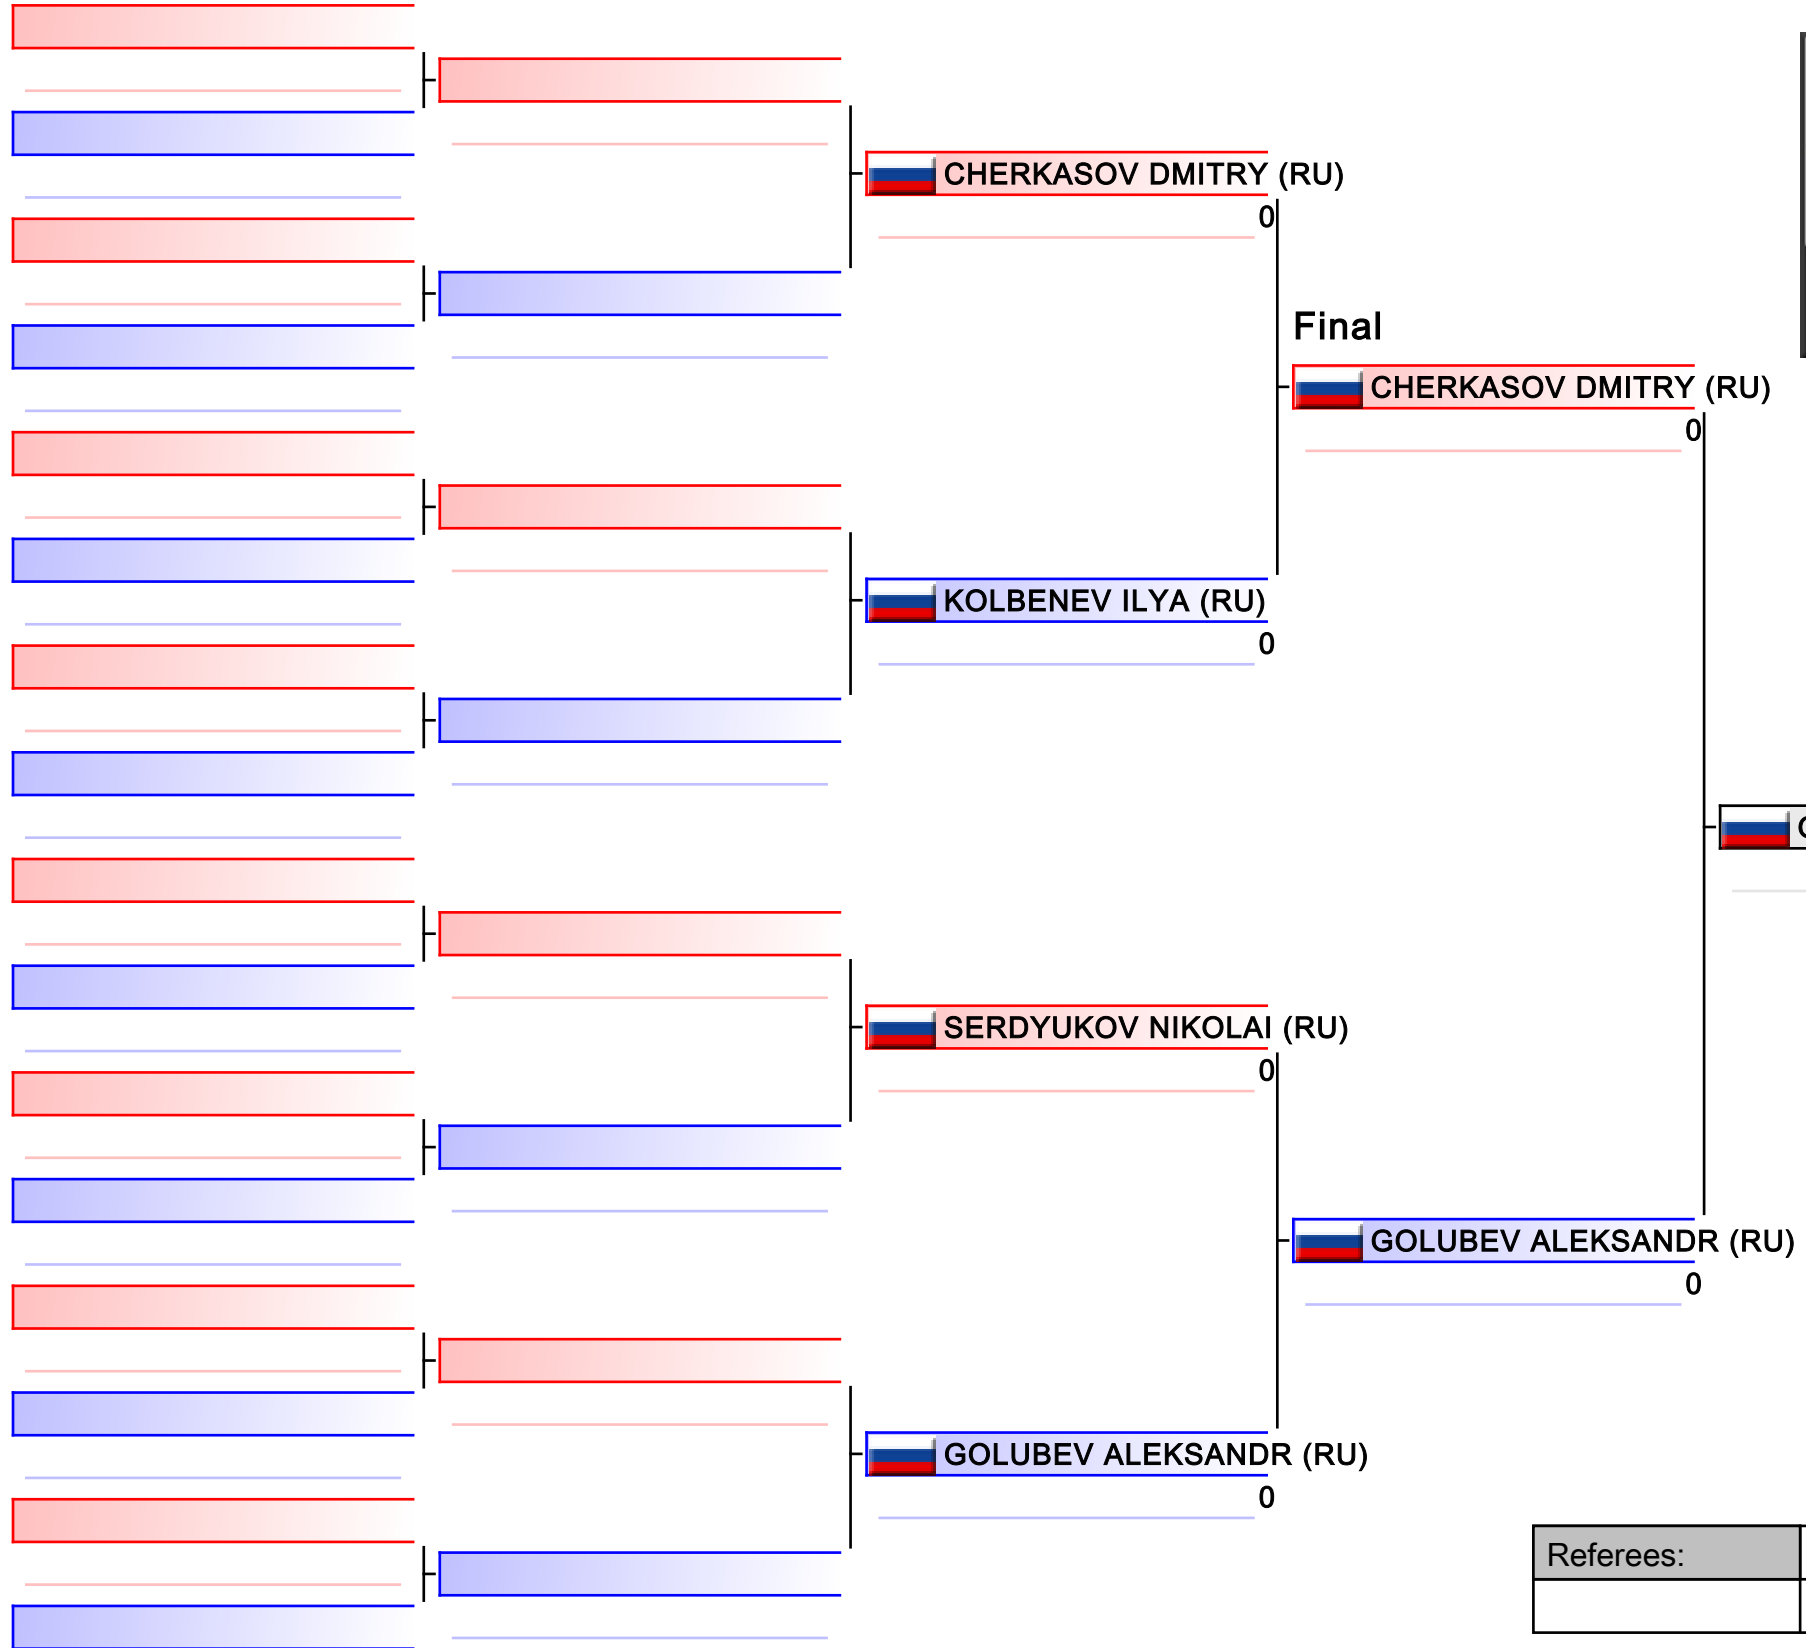 CHERKASOV DMITRY (RU)
0
Final
CHERKASOV DMITRY (RU)
0
KOLBENEV ILYA (RU)
0
SERDYUKOV NIKOLAI (RU)
0
GOLUBEV ALEKSANDR (RU)
0
GOLUBEV ALEKSANDR (RU)
0
Referees: